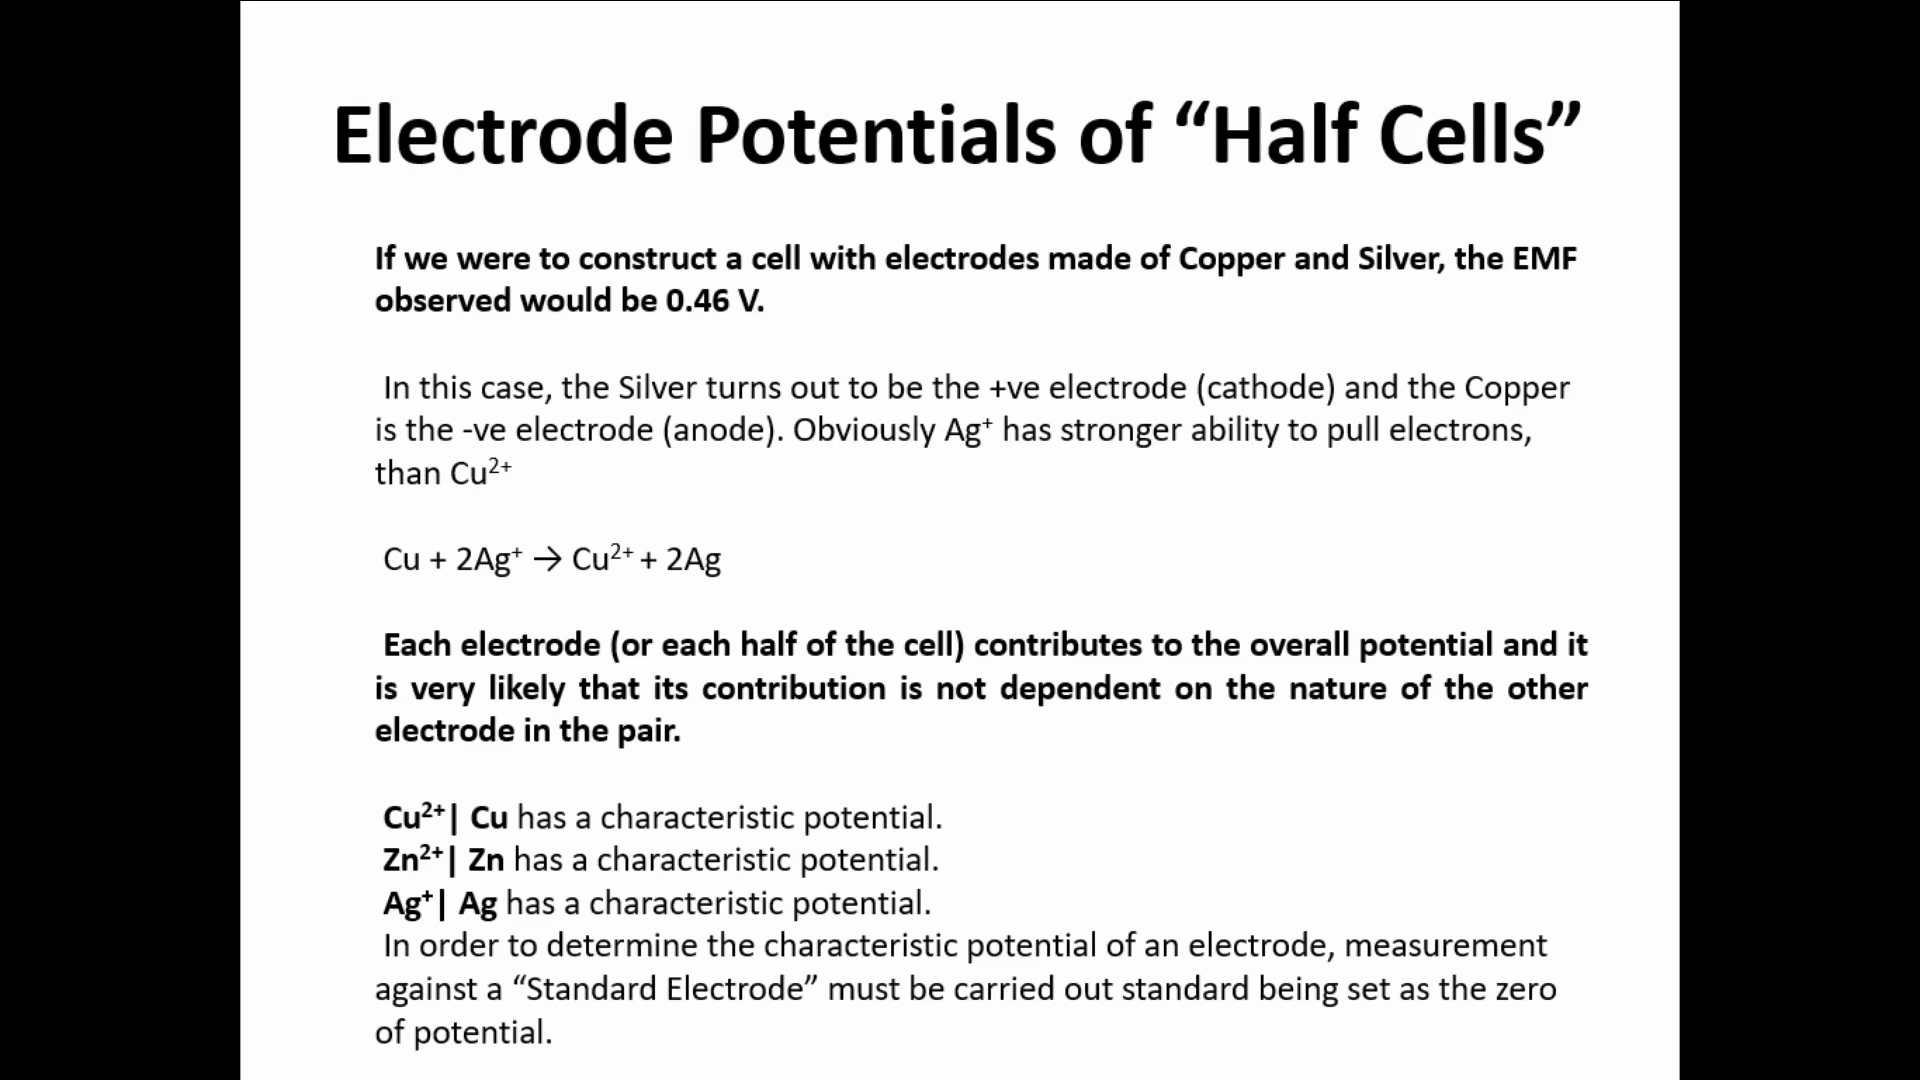 Electrode Potentials of “Half Cells”
If we were to construct a cell with electrodes made of Copper and Silver, the EMF
observed would be 0.46 V.
In this case, the Silver turns out to be the +ve electrode (cathode) and the Copper
is the -ve electrode (anode). Obviously Ag⁺ has stronger ability to pull electrons,
than Cu²⁺
Cu + 2Ag⁺ → Cu²⁺ + 2Ag
Each electrode (or each half of the cell) contributes to the overall potential and it
is very likely that its contribution is not dependent on the nature of the other
electrode in the pair.
Cu²⁺| Cu has a characteristic potential.
Zn²⁺| Zn has a characteristic potential.
Ag⁺| Ag has a characteristic potential.
In order to determine the characteristic potential of an electrode, measurement
against a “Standard Electrode” must be carried out standard being set as the zero
of potential.